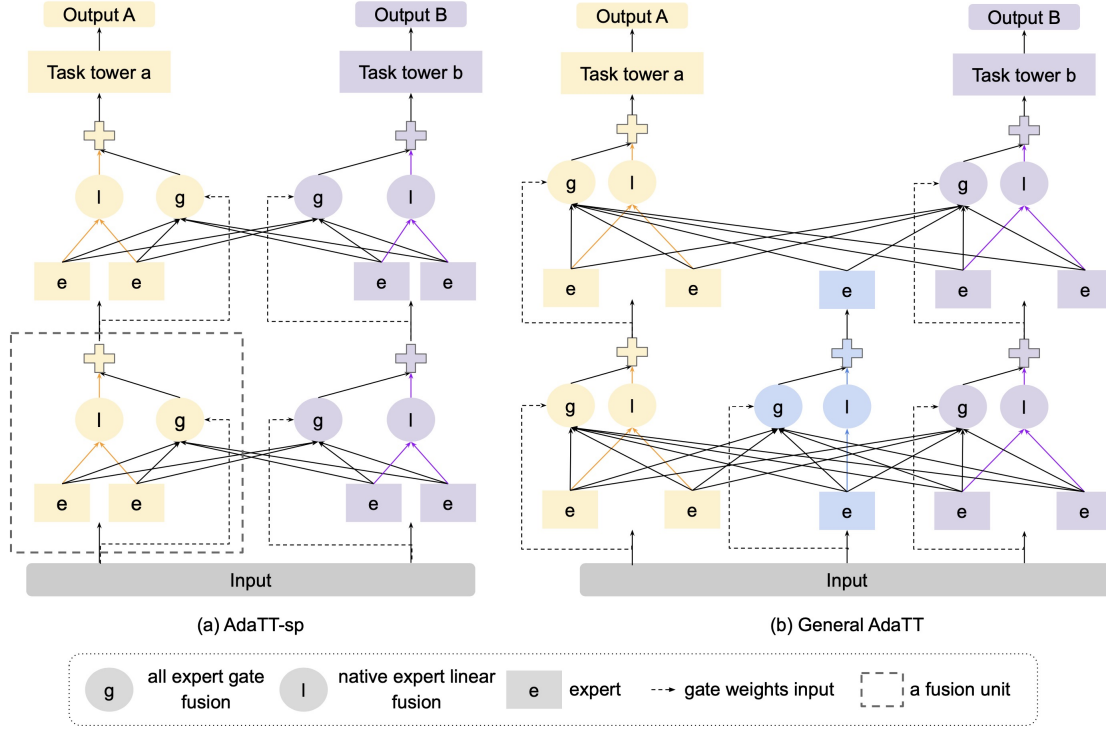 Output A
Output B
Task tower a
Task tower b
l
g
g
l
e
e
e
e
l
g
g
l
e
e
e
e
Input
(a) AdaTT-sp
Output A
Output B
Task tower a
Task tower b
g
l
g
l
e
e
e
e
e
g
l
g
l
g
l
e
e
e
e
e
Input
(b) General AdaTT
g
all expert gate
fusion
l
native expert linear
fusion
e
expert
gate weights input
a fusion unit